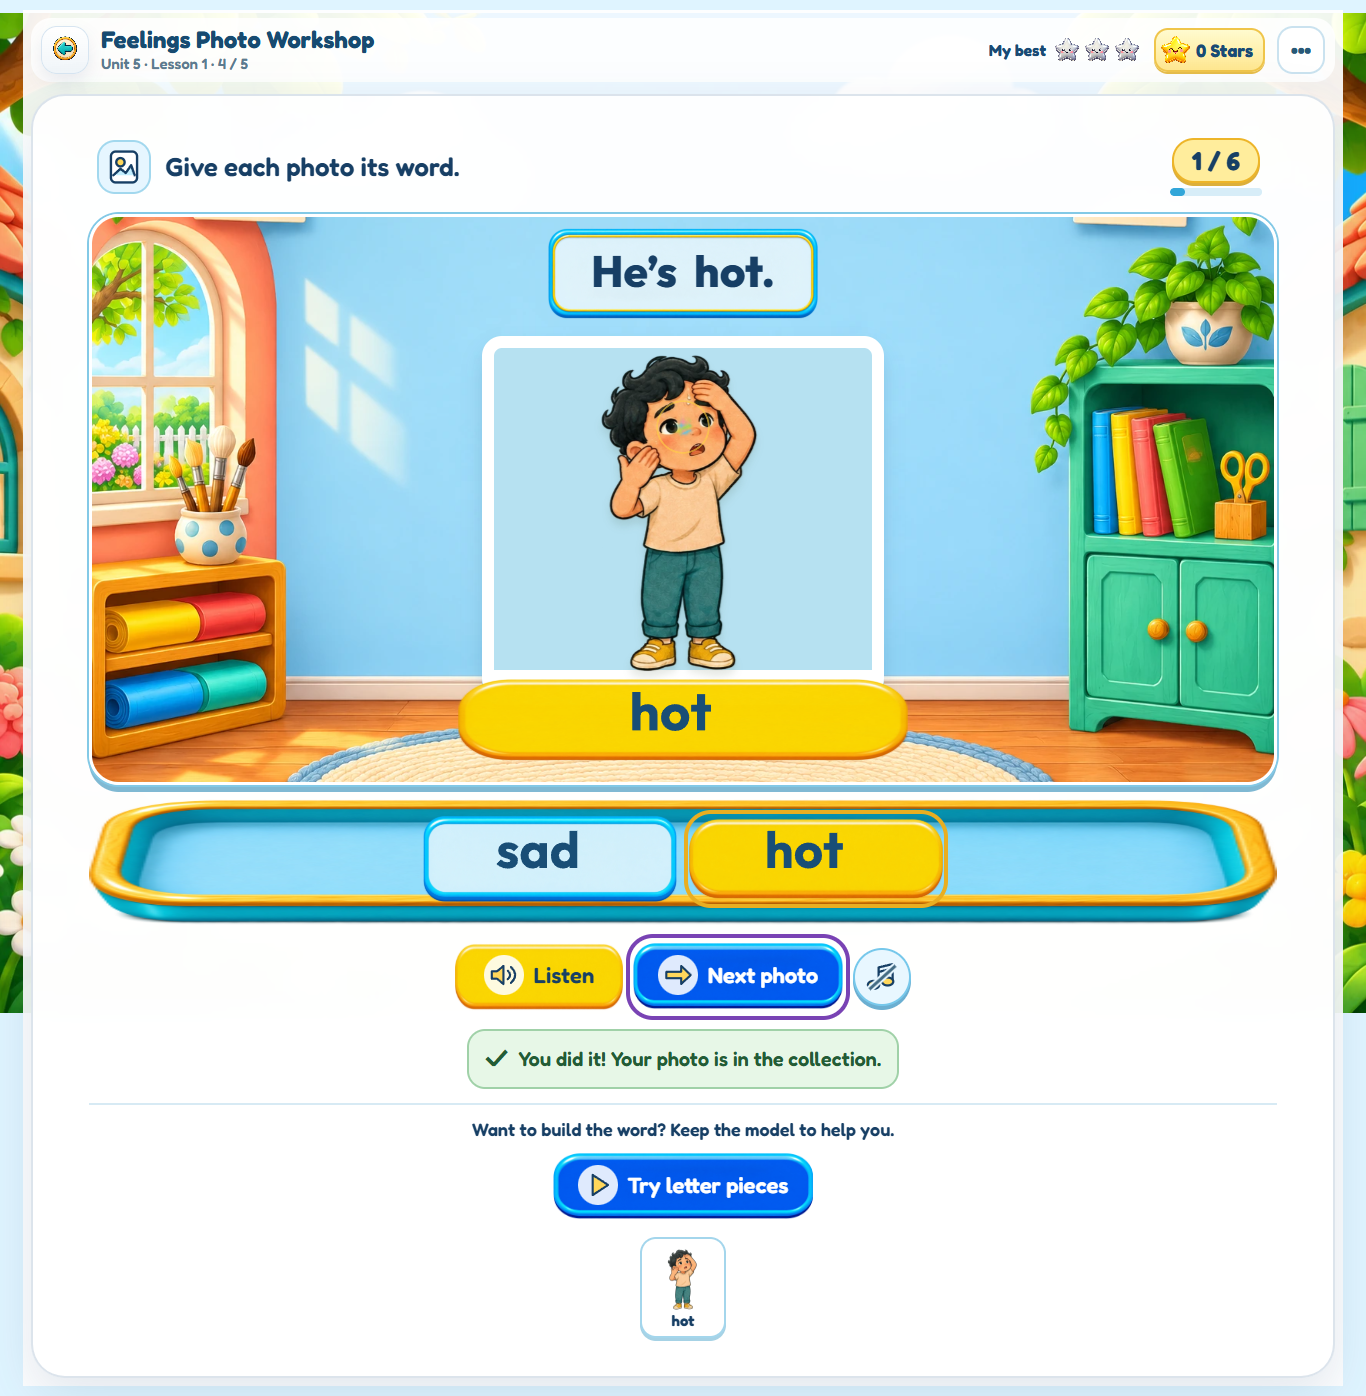 Feelings Photo Workshop
Unit 5 · Lesson 1 · 4 / 5
My best
0 Stars
Give each photo its word.
1 / 6
He's hot.
hot
sad
hot
Listen
Next photo
You did it! Your photo is in the collection.
Want to build the word? Keep the model to help you.
Try letter pieces
hot